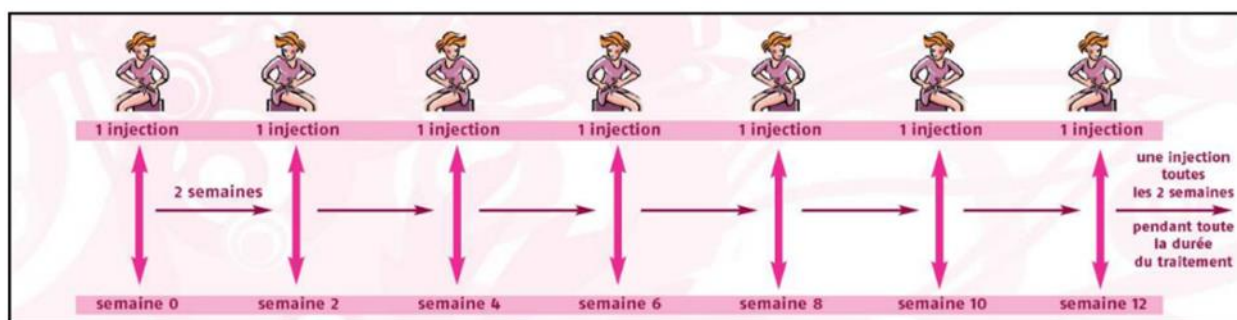 1 injection 1 injection 1 injection 1 injection 1 injection 1 injection 1 injection
2 semaines
une injection
toutes
les 2 semaines
pendant toute
la durée
du traitement
semaine 0 semaine 2 semaine 4 semaine 6 semaine 8 semaine 10 semaine 12